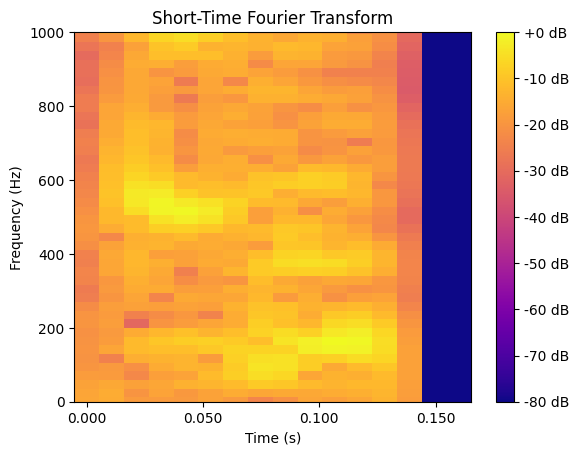 Short-Time Fourier Transform
1000
800
600
400
200
0
Frequency (Hz)
0.000
0.050
0.100
0.150
Time (s)
+0 dB
-10 dB
-20 dB
-30 dB
-40 dB
-50 dB
-60 dB
-70 dB
-80 dB